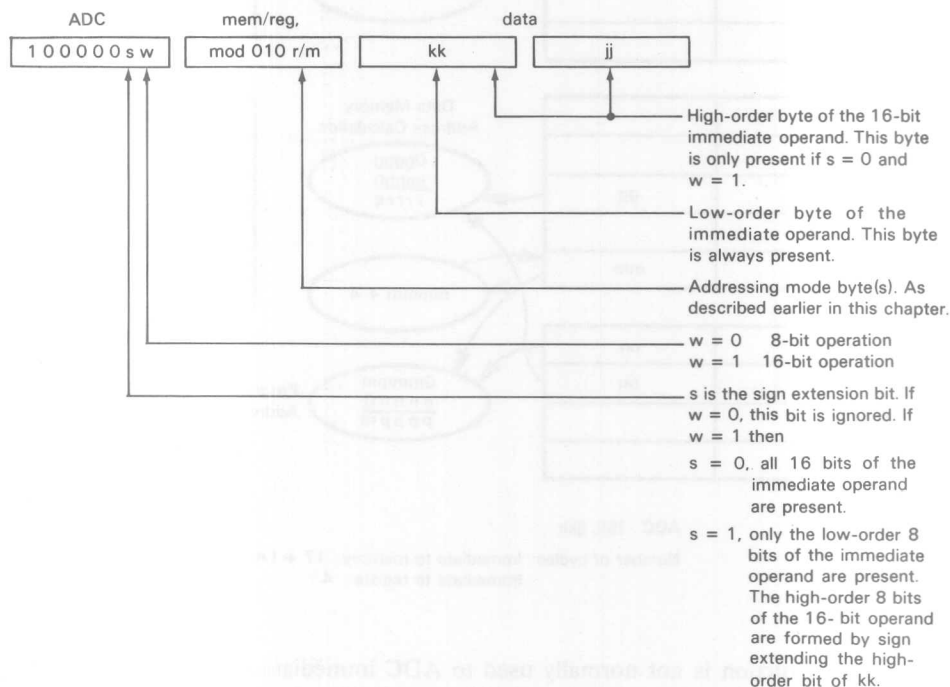 ADC mem/reg, data
1 0 0 0 0 0 s w mod 010 r/m kk jj
High-order byte of the 16-bit
immediate operand. This byte
is only present if s = 0 and
w = 1.
Low-order byte of the
immediate operand. This byte
is always present.
Addressing mode byte(s). As
described earlier in this chapter.
w = 0 8-bit operation
w = 1 16-bit operation
s is the sign extension bit. If
w = 0, this bit is ignored. If
w = 1 then
s = 0, all 16 bits of the
immediate operand
are present.
s = 1, only the low-order 8
bits of the immediate
operand are present.
The high-order 8 bits
of the 16- bit operand
are formed by sign
extending the high-
order bit of kk.